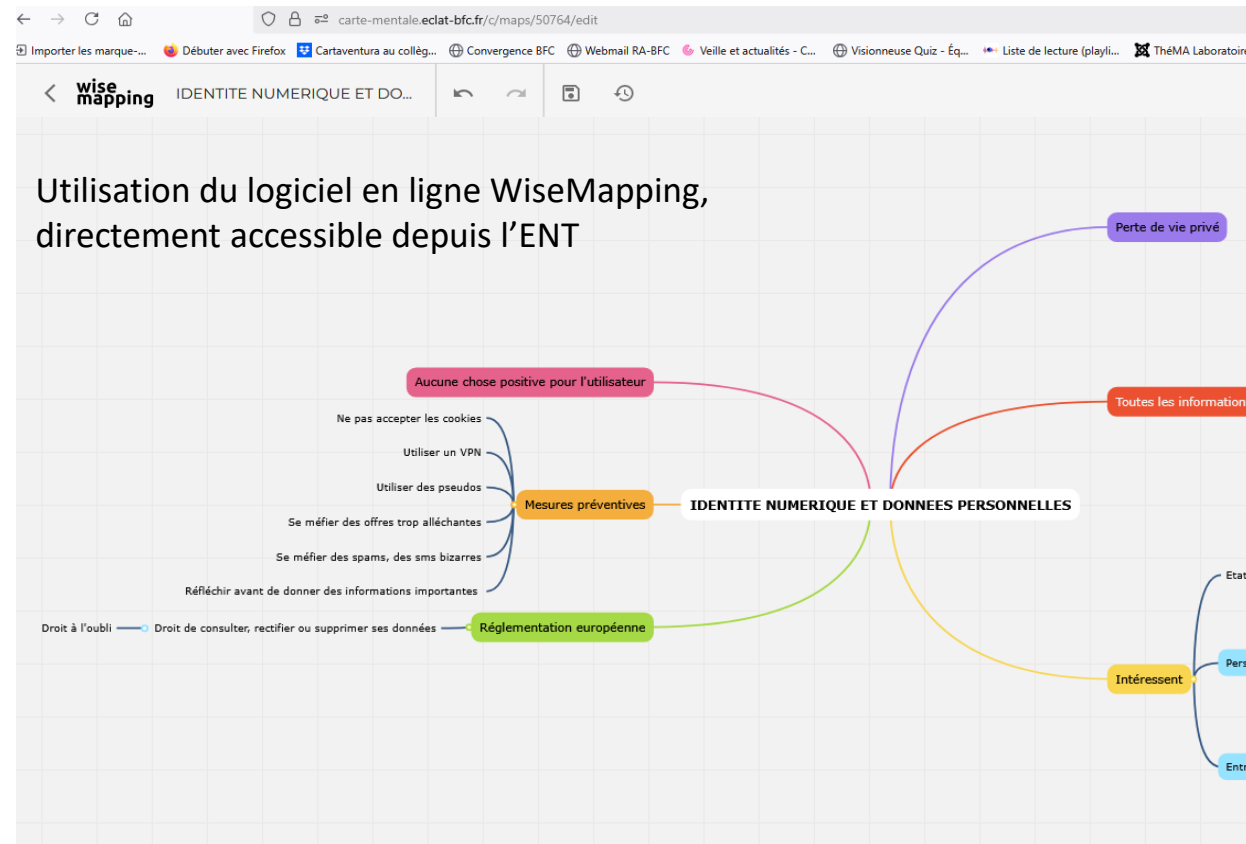 carte-mentale.eclat-bfc.fr/c/maps/50764/edit
Importer les marque-... Débuter avec Firefox Cartaventura au collèg... Convergence BFC Webmail RA-BFC Veille et actualités - C... Visionneuse Quiz - Éq... Liste de lecture (playli... ThéMA Laboratoire
wise mapping IDENTITE NUMERIQUE ET DO...
Utilisation du logiciel en ligne WiseMapping,
directement accessible depuis l'ENT
Perte de vie privé
Aucune chose positive pour l'utilisateur
Toutes les information
Ne pas accepter les cookies
Utiliser un VPN
Utiliser des pseudos
Mesures préventives
IDENTITE NUMERIQUE ET DONNEES PERSONNELLES
Se méfier des offres trop alléchantes
Se méfier des spams, des sms bizarres
Réfléchir avant de donner des informations importantes
Droit à l'oubli
Droit de consulter, rectifier ou supprimer ses données
Réglementation européenne
Intéressent
Etat
Pers
Entr